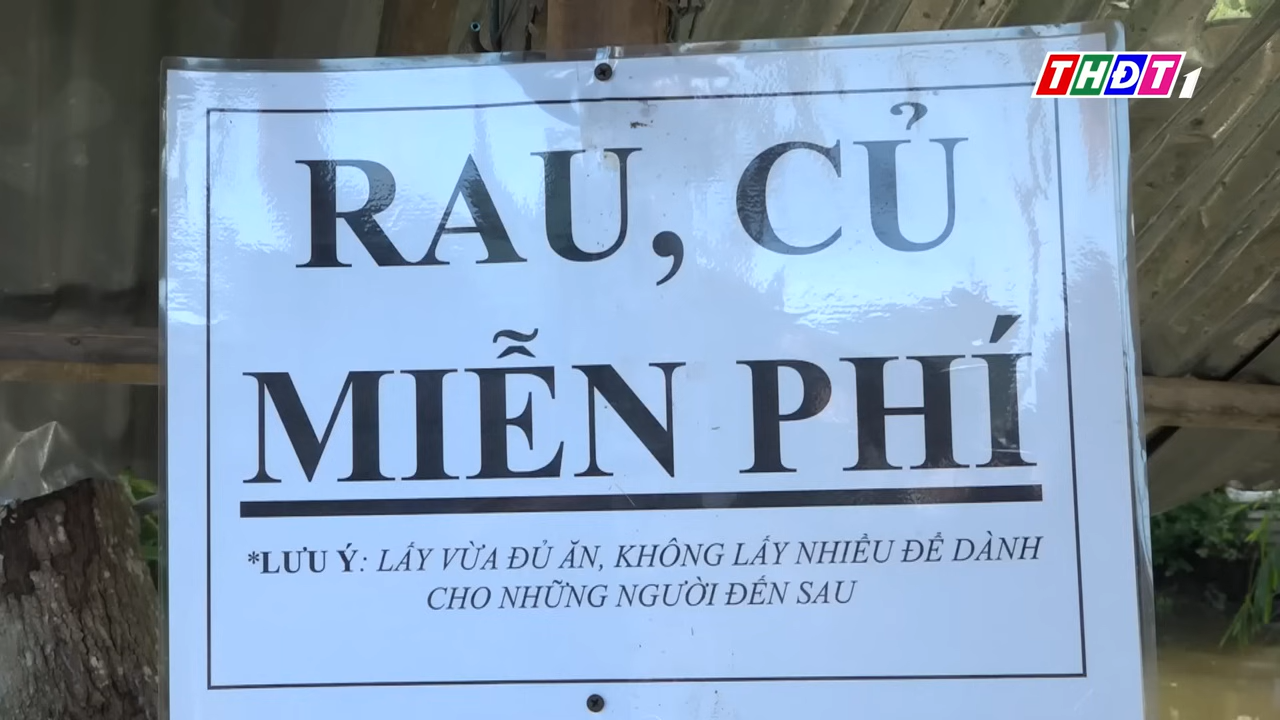 THĐT1
RAU, CỦ
MIỄN PHÍ
*LƯU Ý: LẤY VỪA ĐỦ ĂN, KHÔNG LẤY NHIỀU ĐỂ DÀNH
CHO NHỮNG NGƯỜI ĐẾN SAU